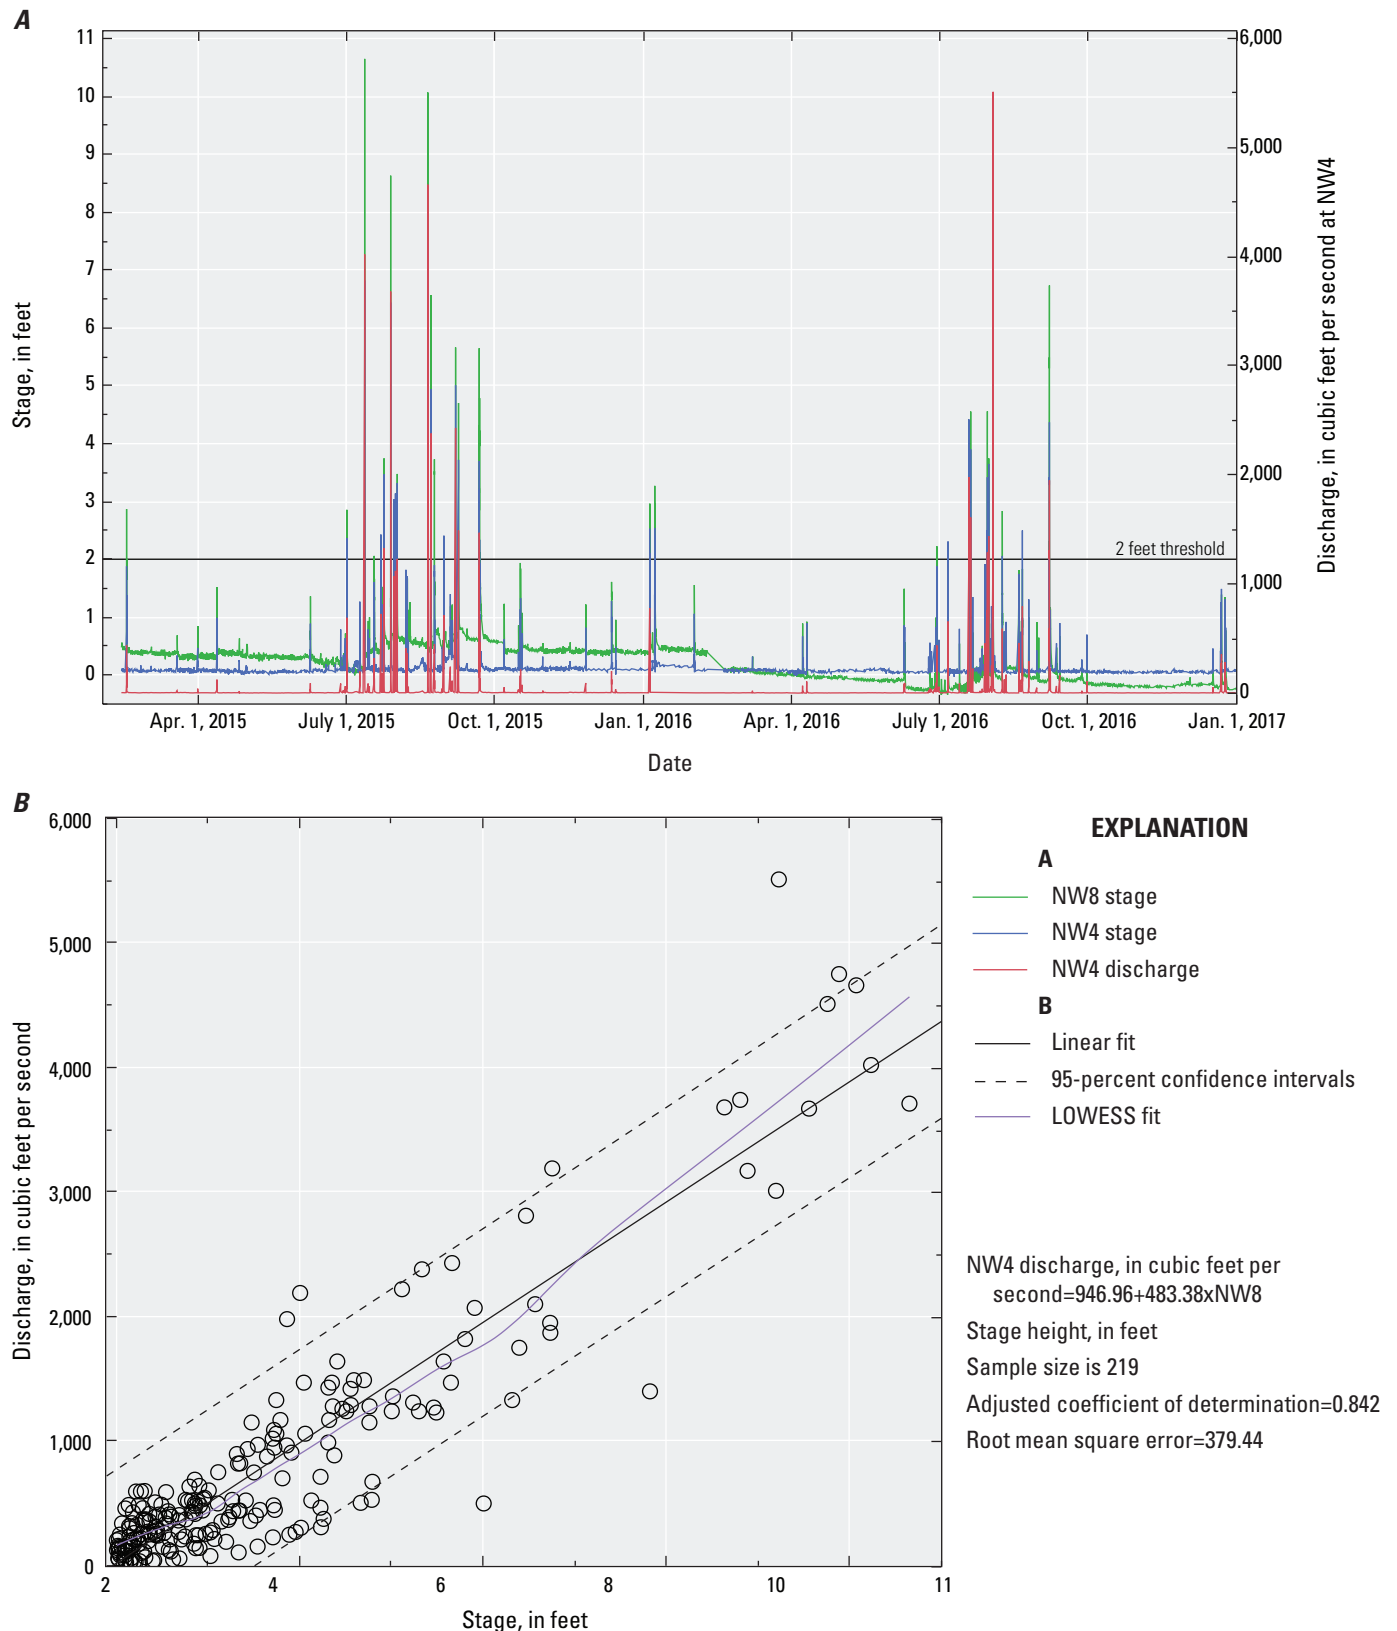 A
11
10
9
8
7
6
5
4
3
2
1
0
Stage, in feet
6,000
5,000
4,000
3,000
2,000
1,000
0
Discharge, in cubic feet per second at NW4
2 feet threshold
Apr. 1, 2015
July 1, 2015
Oct. 1, 2015
Jan. 1, 2016
Apr. 1, 2016
July 1, 2016
Oct. 1, 2016
Jan. 1, 2017
Date
B
6,000
5,000
4,000
3,000
2,000
1,000
0
Discharge, in cubic feet per second
2
4
6
8
10
11
Stage, in feet
EXPLANATION
A
NW8 stage
NW4 stage
NW4 discharge
B
Linear fit
95-percent confidence intervals
LOWESS fit
NW4 discharge, in cubic feet per
second=946.96+483.38xNW8
Stage height, in feet
Sample size is 219
Adjusted coefficient of determination=0.842
Root mean square error=379.44